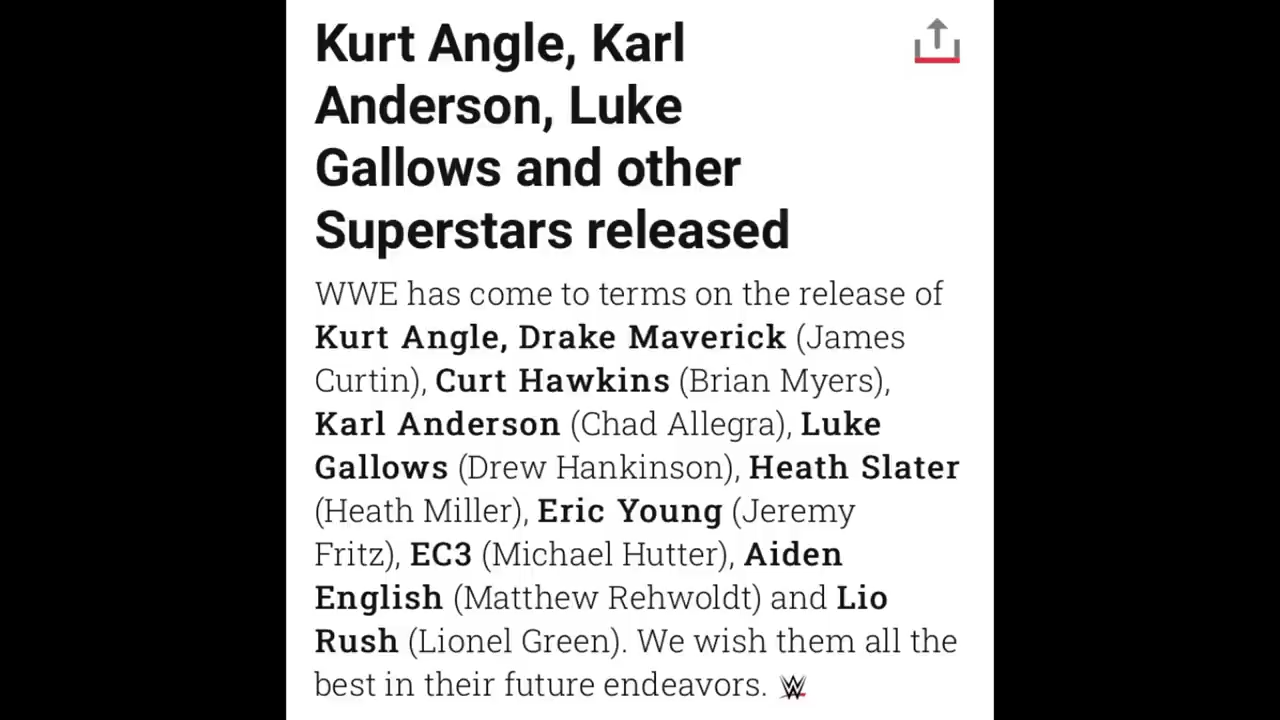 Kurt Angle, Karl
Anderson, Luke
Gallows and other
Superstars released
WWE has come to terms on the release of
Kurt Angle, Drake Maverick (James
Curtin), Curt Hawkins (Brian Myers),
Karl Anderson (Chad Allegra), Luke
Gallows (Drew Hankinson), Heath Slater
(Heath Miller), Eric Young (Jeremy
Fritz), EC3 (Michael Hutter), Aiden
English (Matthew Rehwoldt) and Lio
Rush (Lionel Green). We wish them all the
best in their future endeavors.